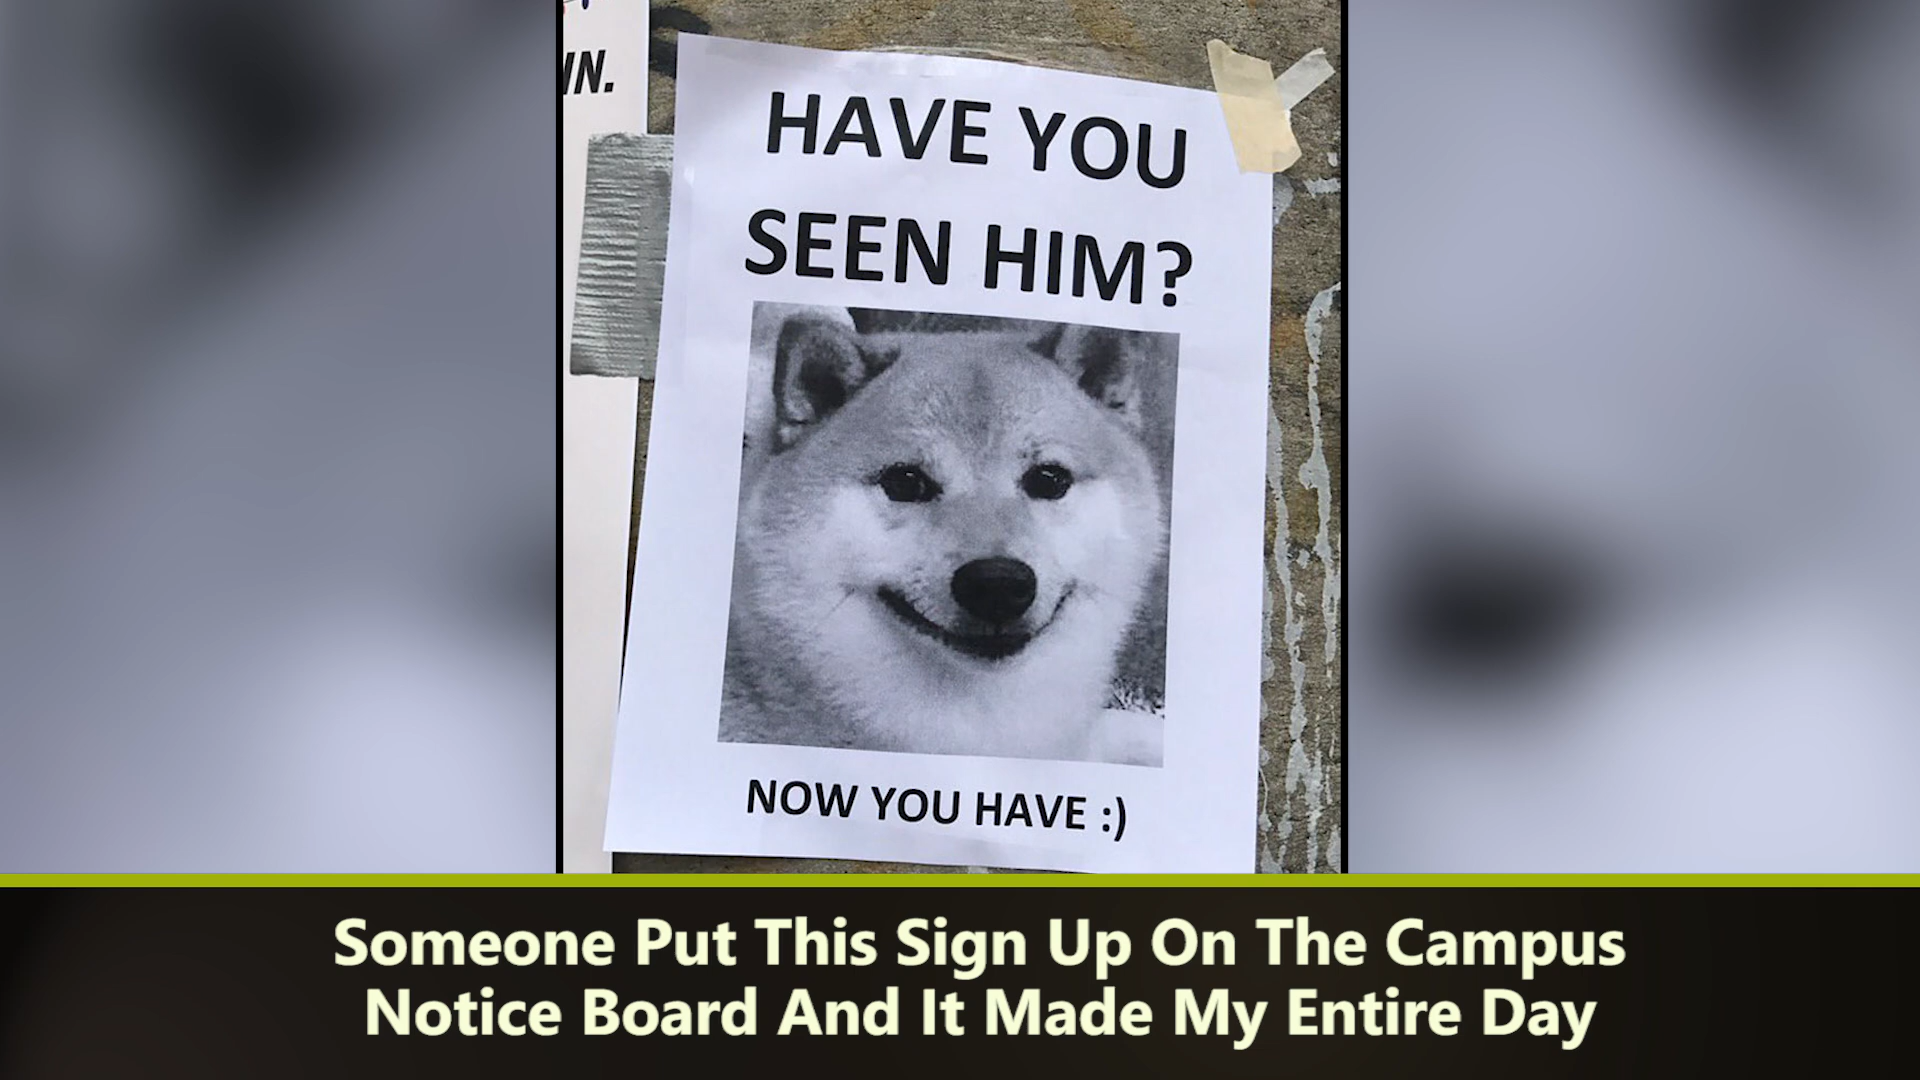 IN.
HAVE YOU
SEEN HIM?
NOW YOU HAVE :)
Someone Put This Sign Up On The Campus
Notice Board And It Made My Entire Day